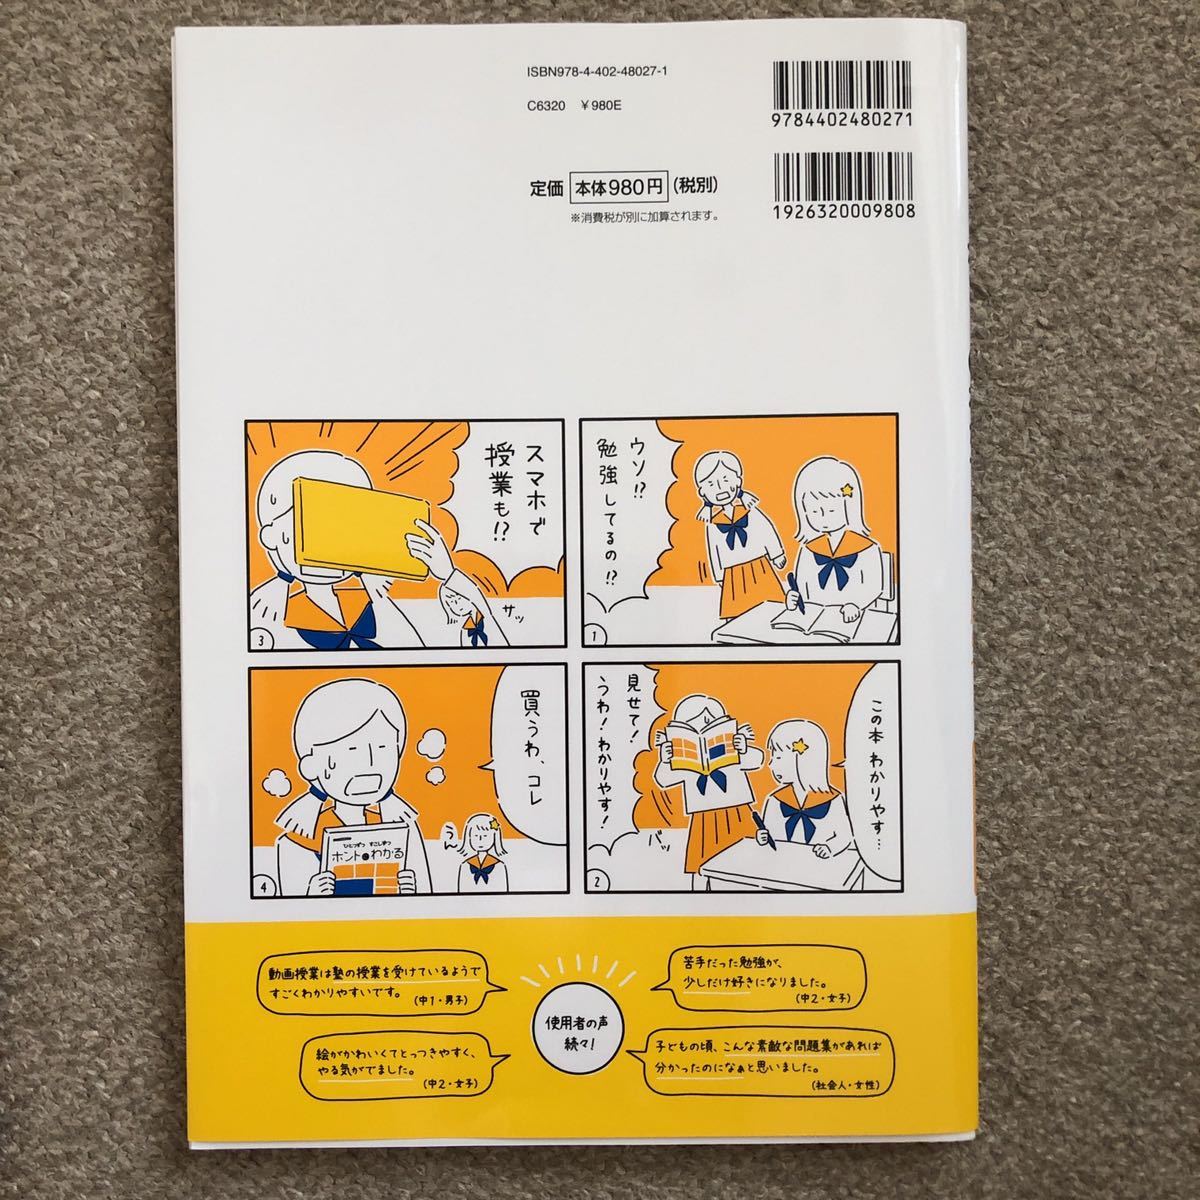 ISBN978-4-402-48027-1
C6320 ￥980E
9784402480271
定価 本体980円 (税別)
※消費税が別に加算されます。
1926320009808
ウソ!?
勉強してるの!?
1
この本 わかりやす…
見せて!
うわ! わかりやす!
バッ
2
スマホで
授業も!?
サッ
3
買うわ、コレ
うん
ひとつずつ すこしずつ
ホントにわかる
4
動画授業は塾の授業を受けているようで
すごくわかりやすいです。
(中1・男子)
苦手だった勉強が、
少しだけ好きになりました。
(中2・女子)
使用者の声
続々!
絵がかわいくてとっつきやすく、
やる気がでました。
(中2・女子)
子どもの頃、こんな素敵な問題集があれば
分かったのになぁと思いました。
(社会人・女性)